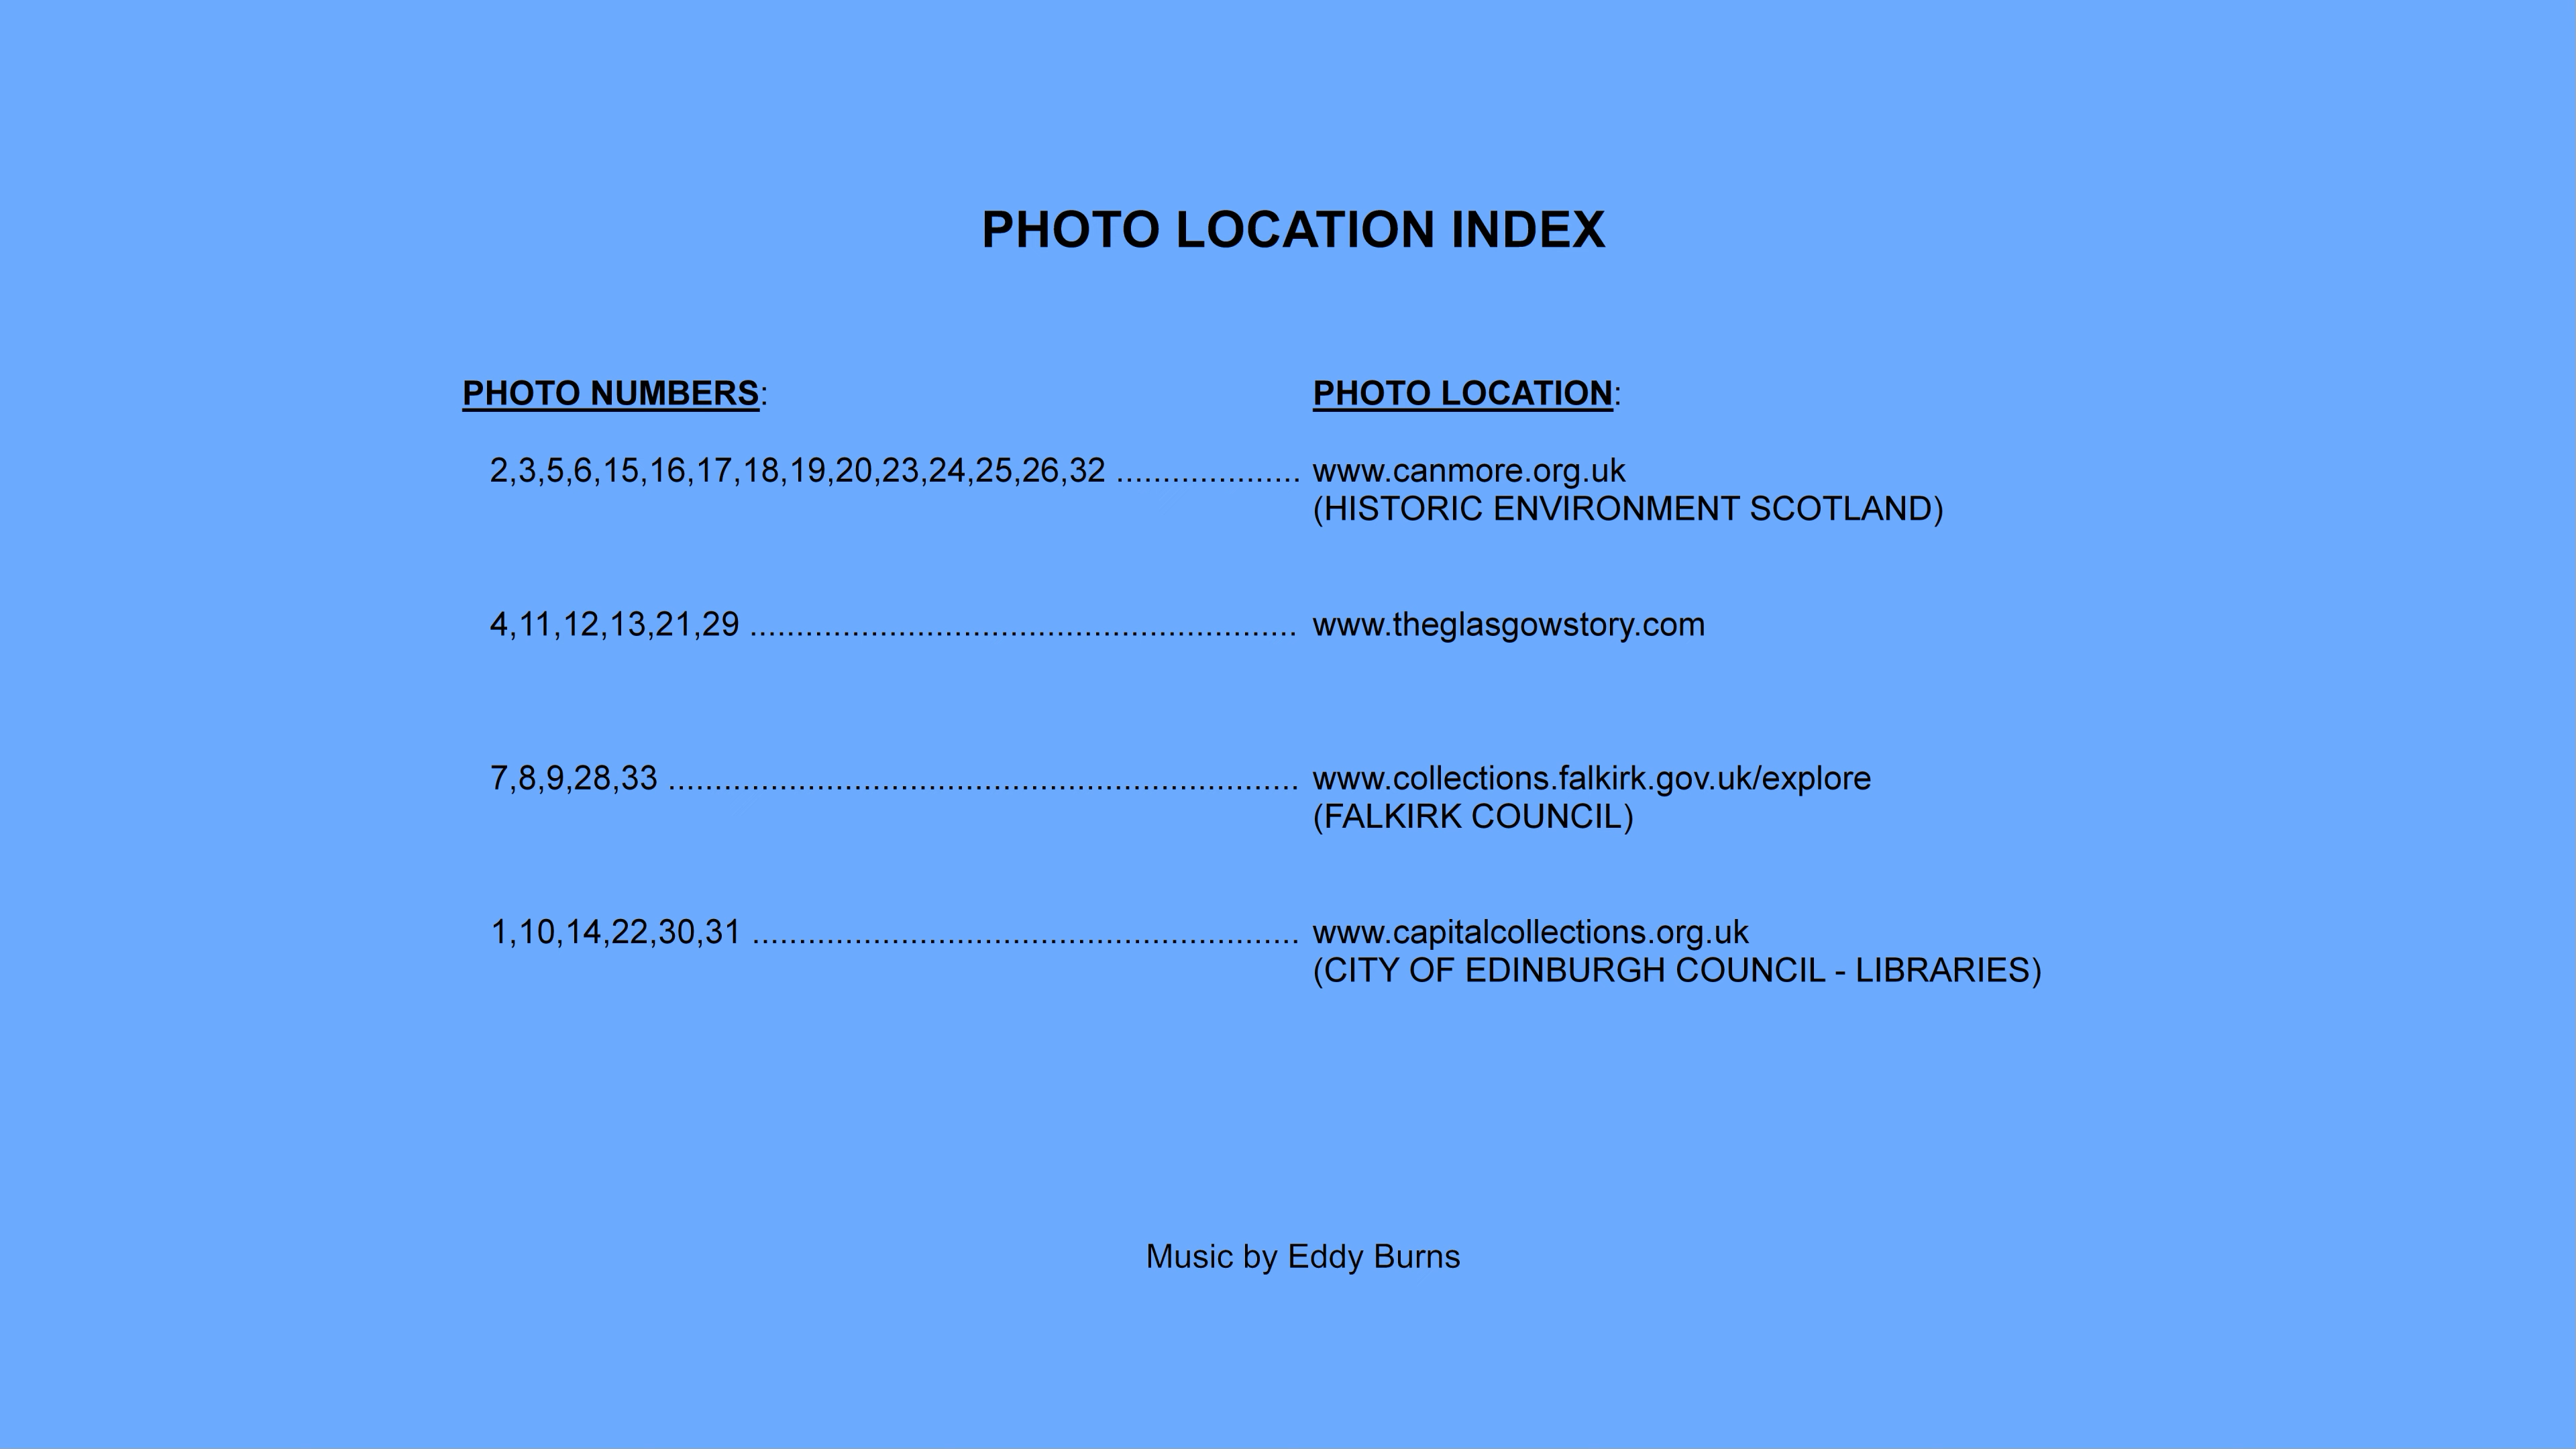 PHOTO LOCATION INDEX
PHOTO NUMBERS: PHOTO LOCATION:
2,3,5,6,15,16,17,18,19,20,23,24,25,26,32 .................... www.canmore.org.uk
(HISTORIC ENVIRONMENT SCOTLAND)
4,11,12,13,21,29 ........................................................... www.theglasgowstory.com
7,8,9,28,33 .................................................................... www.collections.falkirk.gov.uk/explore
(FALKIRK COUNCIL)
1,10,14,22,30,31 ........................................................... www.capitalcollections.org.uk
(CITY OF EDINBURGH COUNCIL - LIBRARIES)
Music by Eddy Burns